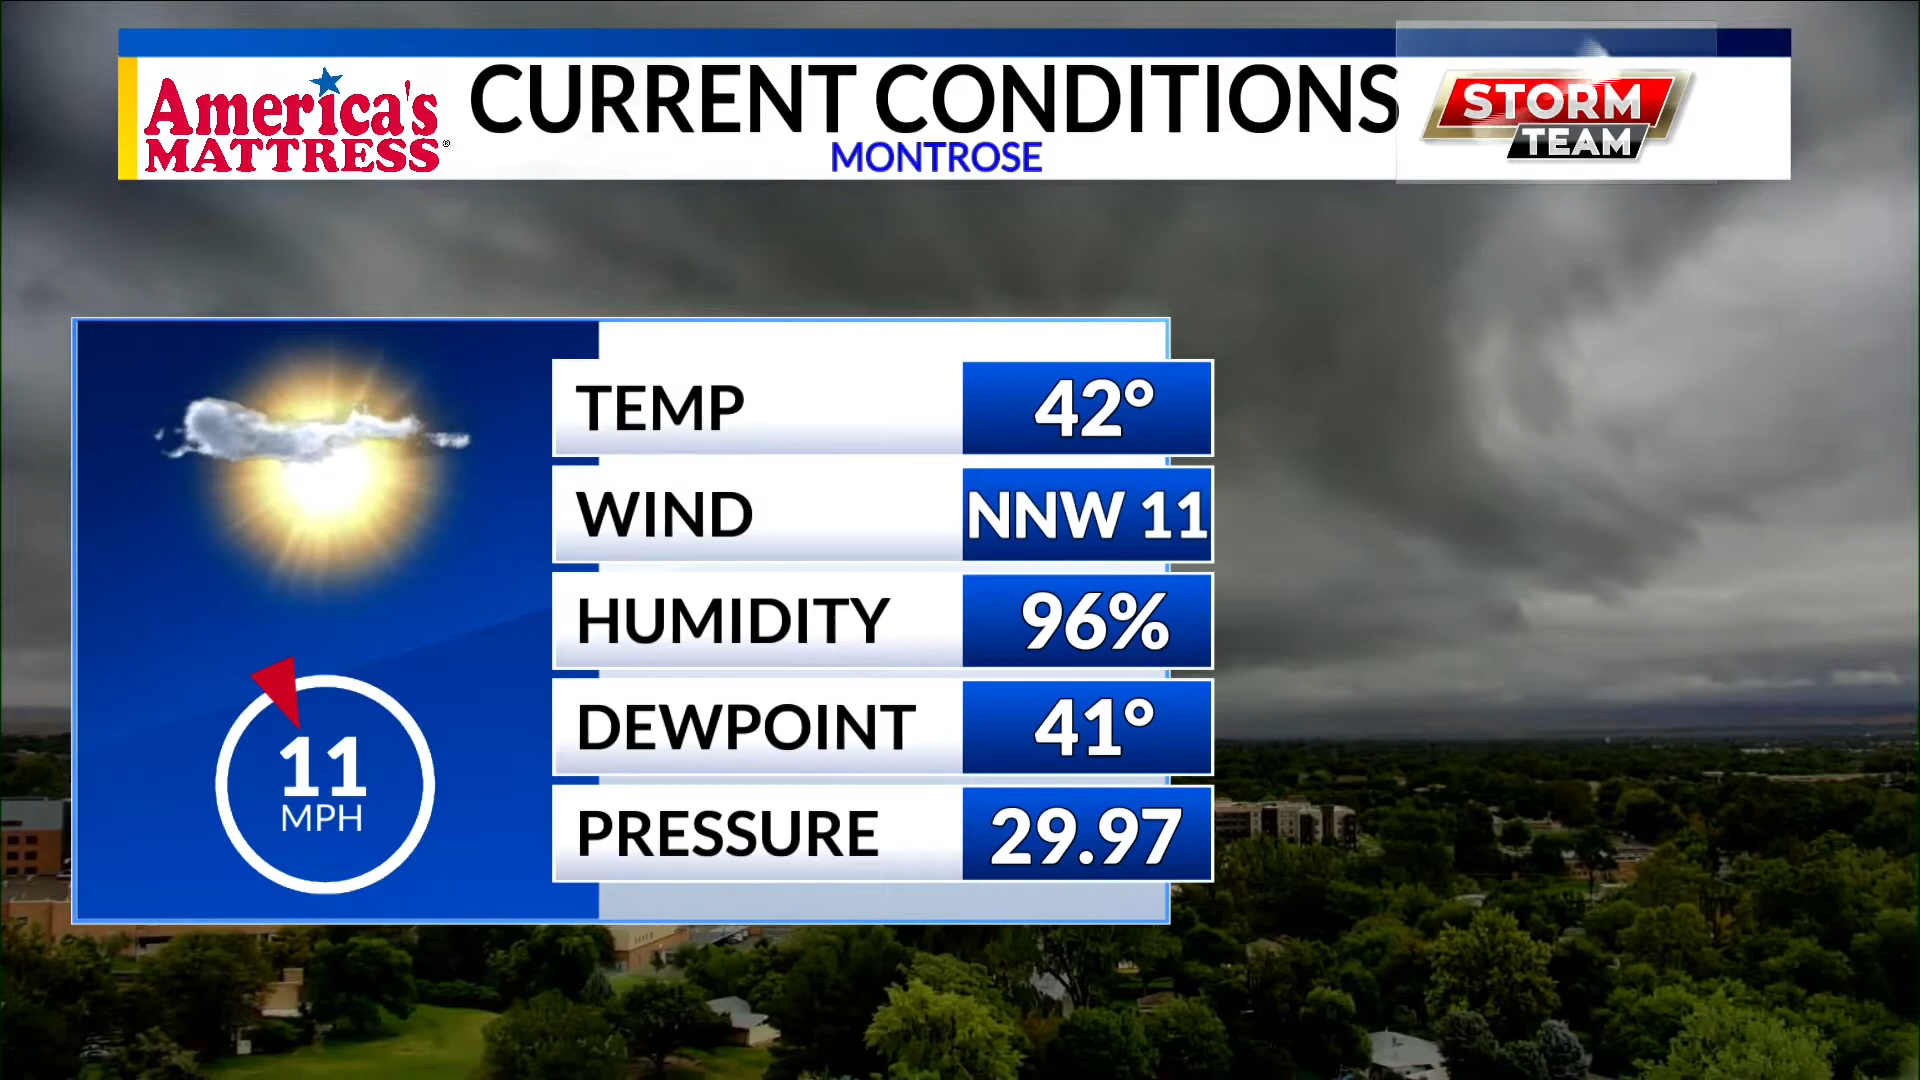 America's
MATTRESS®
CURRENT CONDITIONS
MONTROSE
STORM
TEAM
TEMP 42°
WIND NNW 11
HUMIDITY 96%
DEWPOINT 41°
PRESSURE 29.97
11
MPH